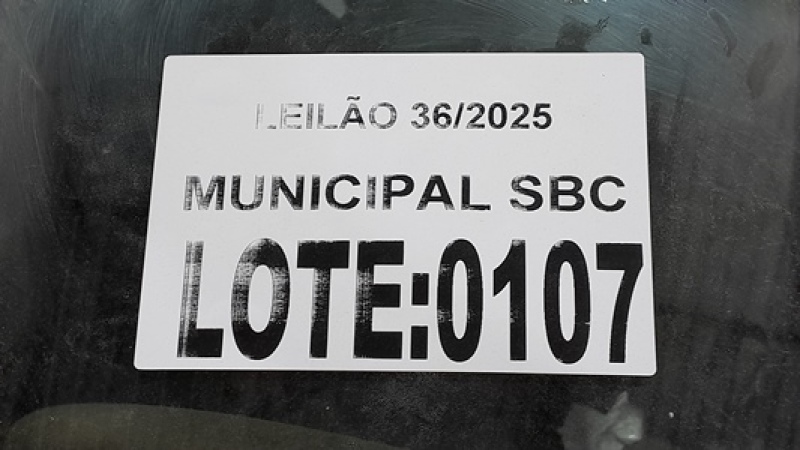 LEILÃO 36/2025
MUNICIPAL SBC
LOTE:0107